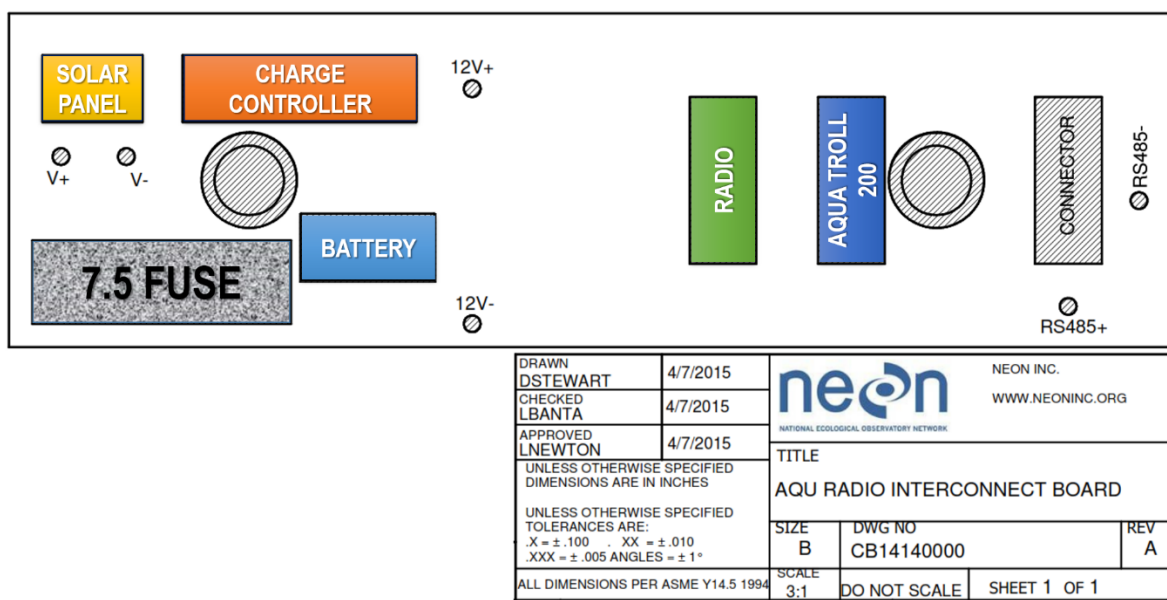 SOLAR
PANEL
CHARGE
CONTROLLER
12V+
V+
V-
7.5 FUSE
BATTERY
12V-
RADIO
AQUA TROLL
200
CONNECTOR
RS485-
RS485+
DRAWN
DSTEWART
4/7/2015
CHECKED
LBANTA
4/7/2015
APPROVED
LNEWTON
4/7/2015
UNLESS OTHERWISE SPECIFIED
DIMENSIONS ARE IN INCHES
UNLESS OTHERWISE SPECIFIED
TOLERANCES ARE:
.X = ± .100 . XX = ± .010
.XXX = ± .005 ANGLES = ± 1°
ALL DIMENSIONS PER ASME Y14.5 1994
neon
NATIONAL ECOLOGICAL OBSERVATORY NETWORK
NEON INC.
WWW.NEONINC.ORG
TITLE
AQU RADIO INTERCONNECT BOARD
SIZE
B
DWG NO
CB14140000
REV
A
SCALE
3:1
DO NOT SCALE
SHEET 1 OF 1